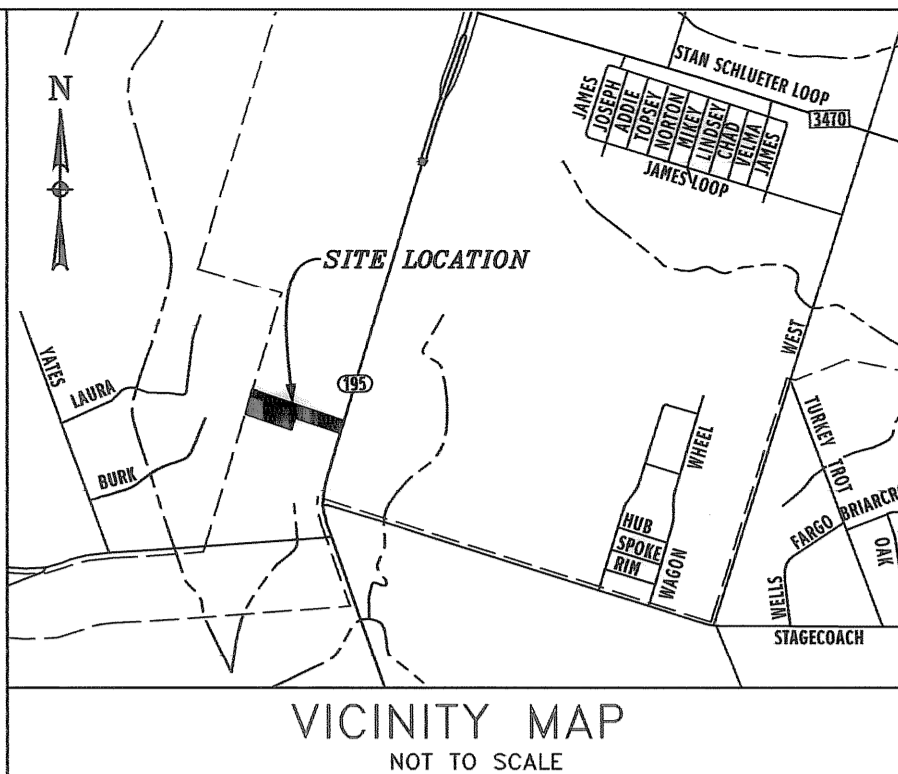 N
STAN SCHLUETER LOOP
3470
JAMES
JOSEPH
ADDIE
TOPSEY
NORTON
MIKEY
LINDSEY
CHAD
VELMA
JAMES
JAMES LOOP
SITE LOCATION
195
YATES
LAURA
BURK
WEST
TURKEY TROT
WHEEL
HUB
SPOKE
RIM
WAGON
FARGO
BRIARCRO
OAK
WELLS
STAGECOACH
VICINITY MAP
NOT TO SCALE